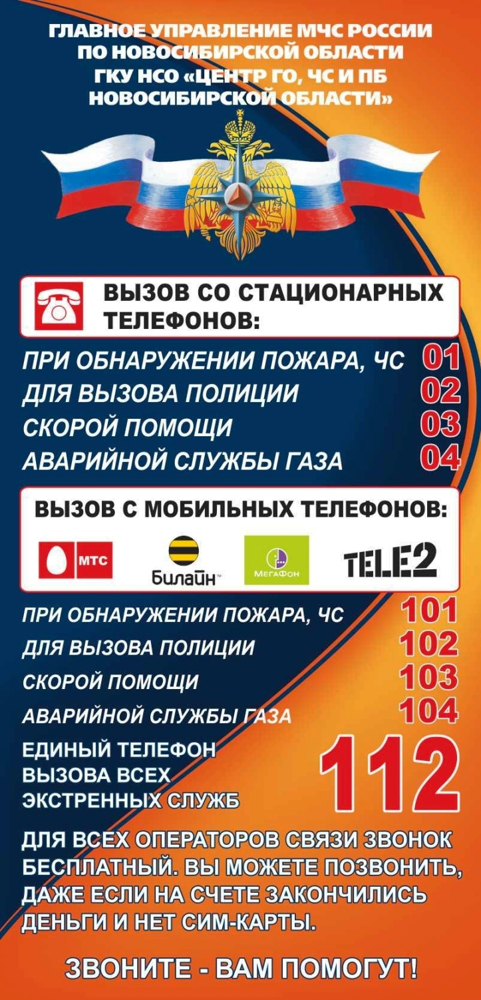 ГЛАВНОЕ УПРАВЛЕНИЕ МЧС РОССИИ
ПО НОВОСИБИРСКОЙ ОБЛАСТИ
ГКУ НСО «ЦЕНТР ГО, ЧС И ПБ
НОВОСИБИРСКОЙ ОБЛАСТИ»
ВЫЗОВ СО СТАЦИОНАРНЫХ
ТЕЛЕФОНОВ:
ПРИ ОБНАРУЖЕНИИ ПОЖАРА, ЧС 01
ДЛЯ ВЫЗОВА ПОЛИЦИИ 02
СКОРОЙ ПОМОЩИ 03
АВАРИЙНОЙ СЛУЖБЫ ГАЗА 04
ВЫЗОВ С МОБИЛЬНЫХ ТЕЛЕФОНОВ:
МТС Билайн™ МЕГАФОН TELE2
ПРИ ОБНАРУЖЕНИИ ПОЖАРА, ЧС 101
ДЛЯ ВЫЗОВА ПОЛИЦИИ 102
СКОРОЙ ПОМОЩИ 103
АВАРИЙНОЙ СЛУЖБЫ ГАЗА 104
ЕДИНЫЙ ТЕЛЕФОН
ВЫЗОВА ВСЕХ 112
ЭКСТРЕННЫХ СЛУЖБ
ДЛЯ ВСЕХ ОПЕРАТОРОВ СВЯЗИ ЗВОНОК
БЕСПЛАТНЫЙ. ВЫ МОЖЕТЕ ПОЗВОНИТЬ,
ДАЖЕ ЕСЛИ НА СЧЕТЕ ЗАКОНЧИЛИСЬ
ДЕНЬГИ И НЕТ СИМ-КАРТЫ.
ЗВОНИТЕ - ВАМ ПОМОГУТ!